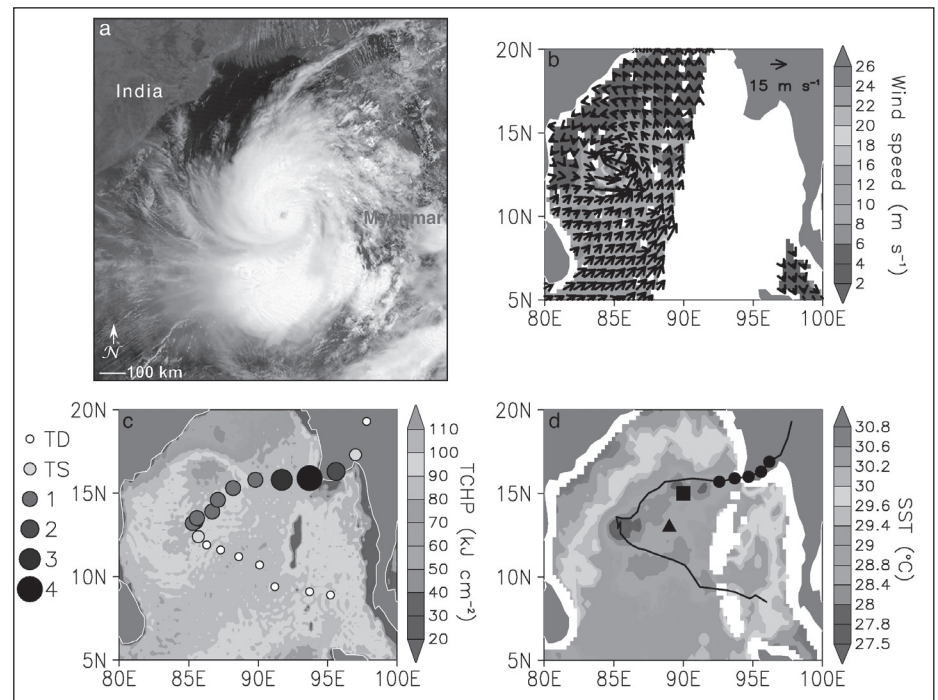 a
India
Myanmar
N
100 km
b
20N
15N
10N
5N
80E 85E 90E 95E 100E
15 m s⁻¹
26
24
22
20
18
16
12
10
8
6
4
2
Wind speed (m s⁻¹)
TD
TS
1
2
3
4
c
20N
15N
10N
5N
80E 85E 90E 95E 100E
110
100
90
80
70
60
50
40
30
20
TCHP (kJ cm⁻²)
d
20N
15N
10N
5N
80E 85E 90E 95E 100E
30.8
30.6
30.2
30
29.6
29.4
29
28.8
28.4
28
27.8
27.5
SST (°C)